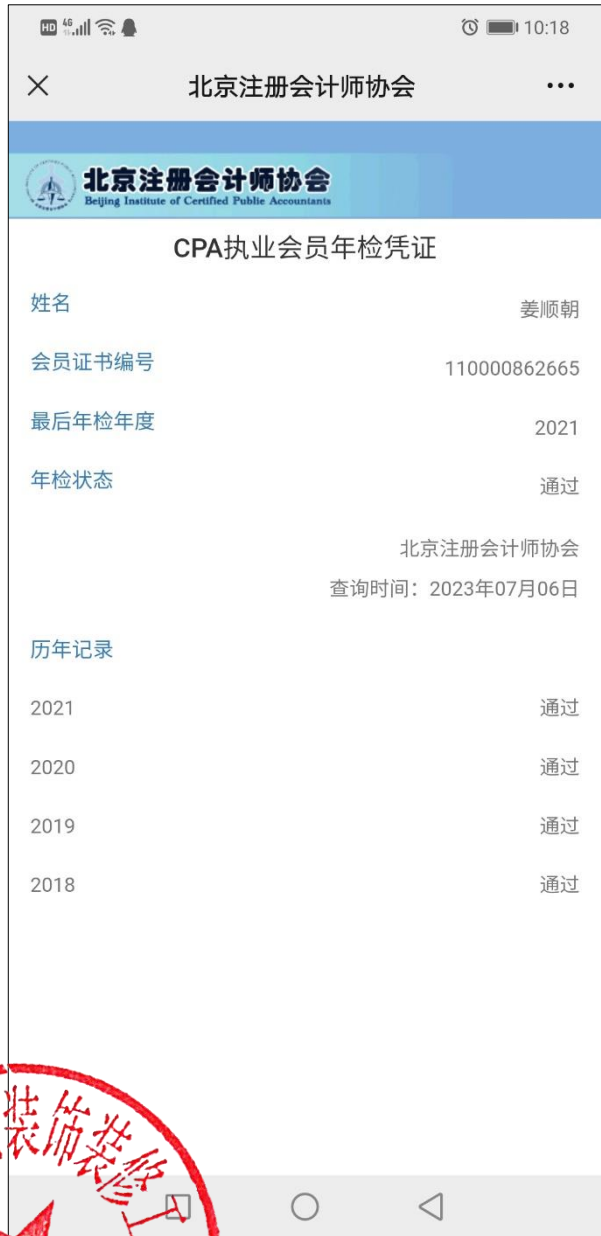 HD 46 10:18
北京注册会计师协会
北京注册会计师协会
Beijing Institute of Certified Public Accountants
CPA执业会员年检凭证
姓名 姜顺朝
会员证书编号 110000862665
最后年检年度 2021
年检状态 通过
北京注册会计师协会
查询时间：2023年07月06日
历年记录
2021 通过
2020 通过
2019 通过
2018 通过
装饰装修工